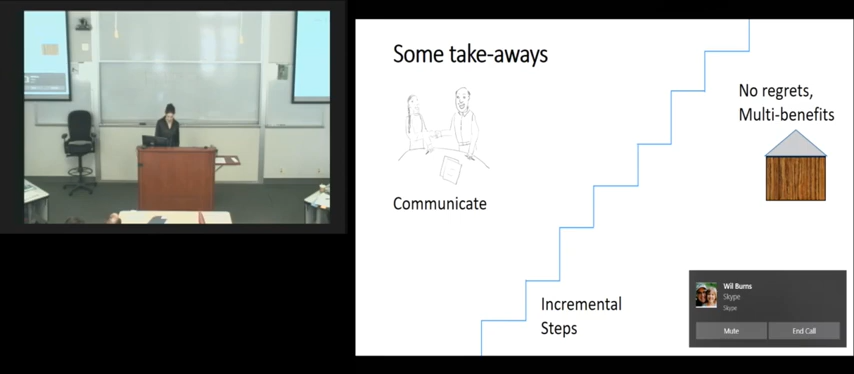 Some take-aways
No regrets,
Multi-benefits
Communicate
Incremental
Steps
Wil Burns
Skype
Skype
Mute
End Call